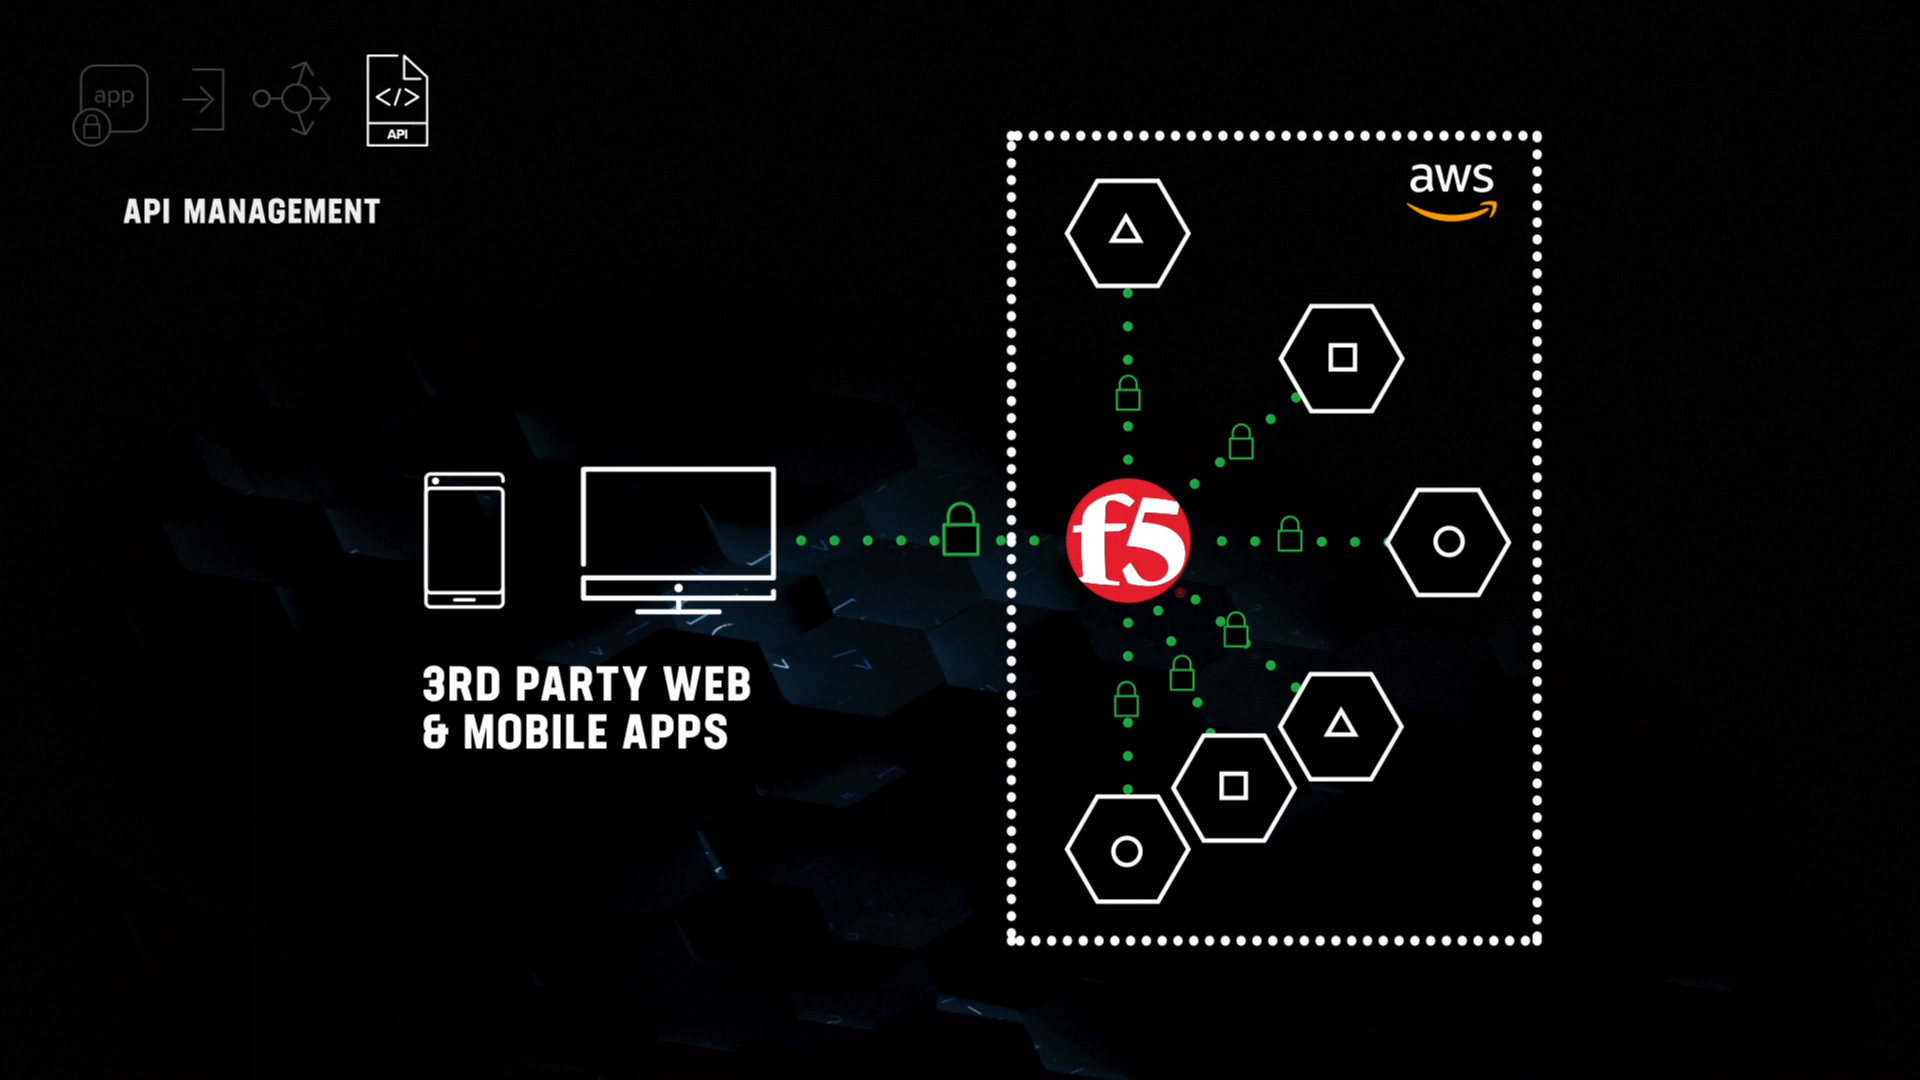 app
</>
API
API MANAGEMENT
aws
f5
®
3RD PARTY WEB
& MOBILE APPS